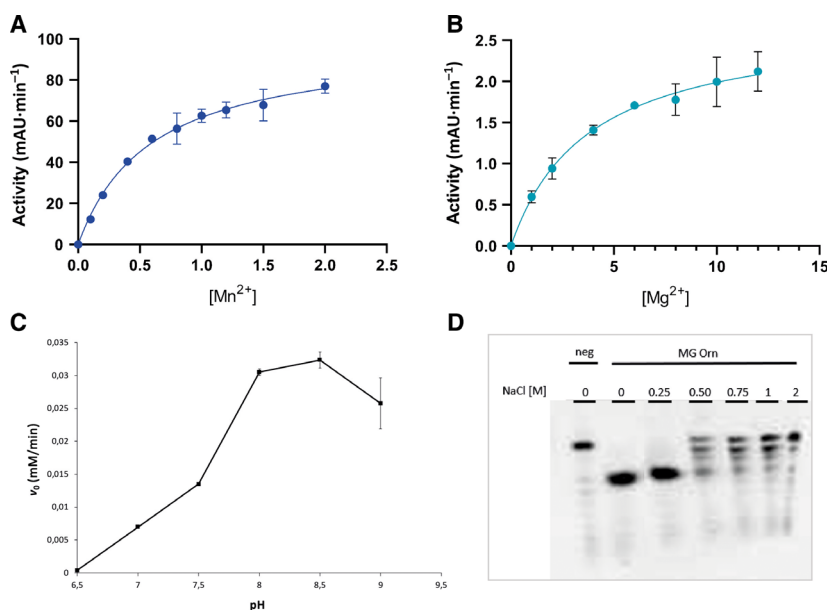 A
Activity (mAU·min⁻¹)
100
80
60
40
20
0
0.0 0.5 1.0 1.5 2.0 2.5
[Mn²⁺]
B
Activity (mAU·min⁻¹)
2.5
2.0
1.5
1.0
0.5
0.0
0 5 10 15
[Mg²⁺]
C
v₀ (mM/min)
0,035
0,03
0,025
0,02
0,015
0,01
0,005
0
6,5 7 7,5 8 8,5 9 9,5
pH
D
neg MG Orn
NaCl [M] 0 0 0.25 0.50 0.75 1 2